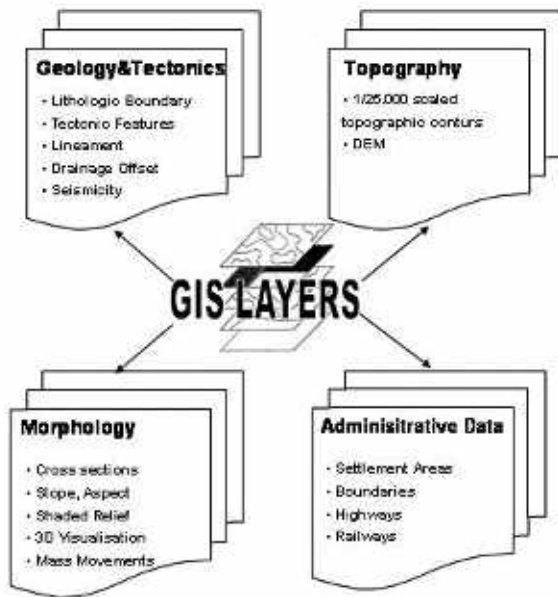 Geology&Tectonics
• Lithologic Boundary
• Tectonic Features
• Lineament
• Drainage Offset
• Seismicity
Topography
• 1/25.000 scaled
topographic conturs
• DEM
GIS LAYERS
Morphology
• Cross sections
• Slope, Aspect
• Shaded Relief
• 3D Visualisation
• Mass Movements
Adminisitrative Data
• Settlement Areas
• Boundaries
• Highways
• Railways